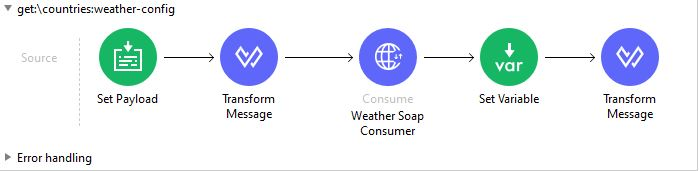 get:\countries:weather-config
Source
var
Set Payload
Transform
Message
Consume
Weather Soap
Consumer
Set Variable
Transform
Message
Error handling